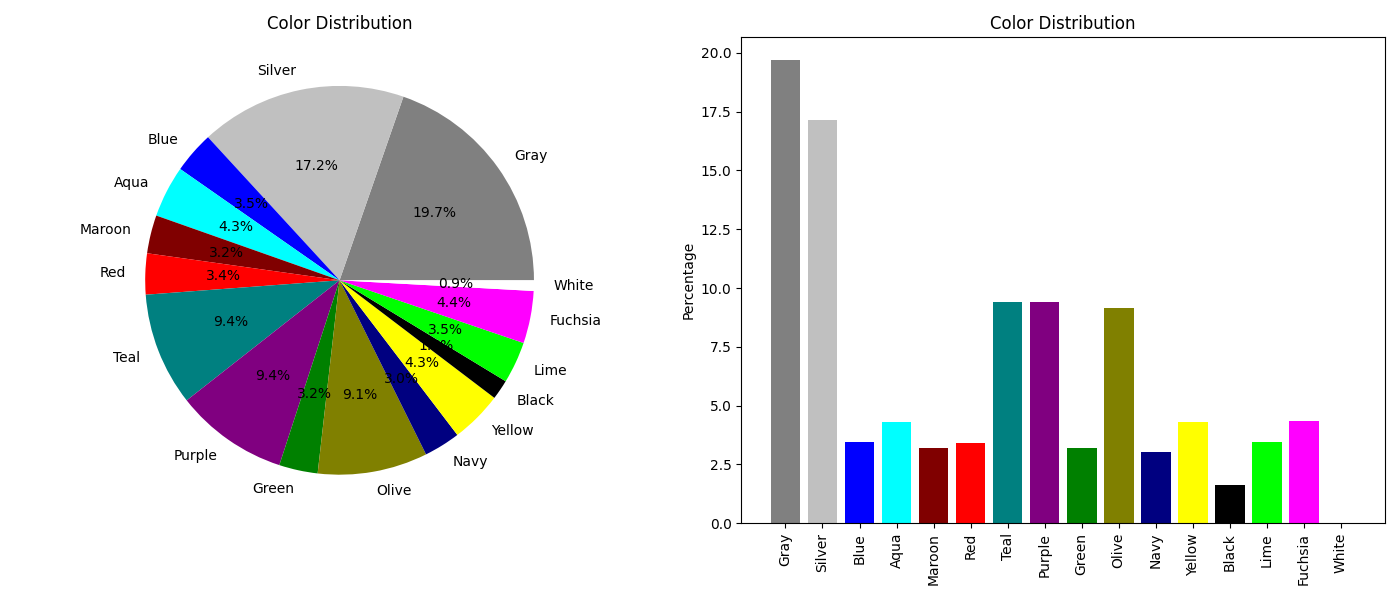 Color Distribution
Silver
Blue
Gray
17.2%
Aqua
3.5%
19.7%
4.3%
Maroon
3.2%
Red
3.4%
0.9%
White
4.4%
Fuchsia
9.4%
3.5%
Teal
4.3%
Lime
9.4%
3.0%
3.2%
9.1%
Black
Yellow
Purple
Navy
Green
Olive
Color Distribution
Percentage
20.0
17.5
15.0
12.5
10.0
7.5
5.0
2.5
0.0
Gray
Silver
Blue
Aqua
Maroon
Red
Teal
Purple
Green
Olive
Navy
Yellow
Black
Lime
Fuchsia
White